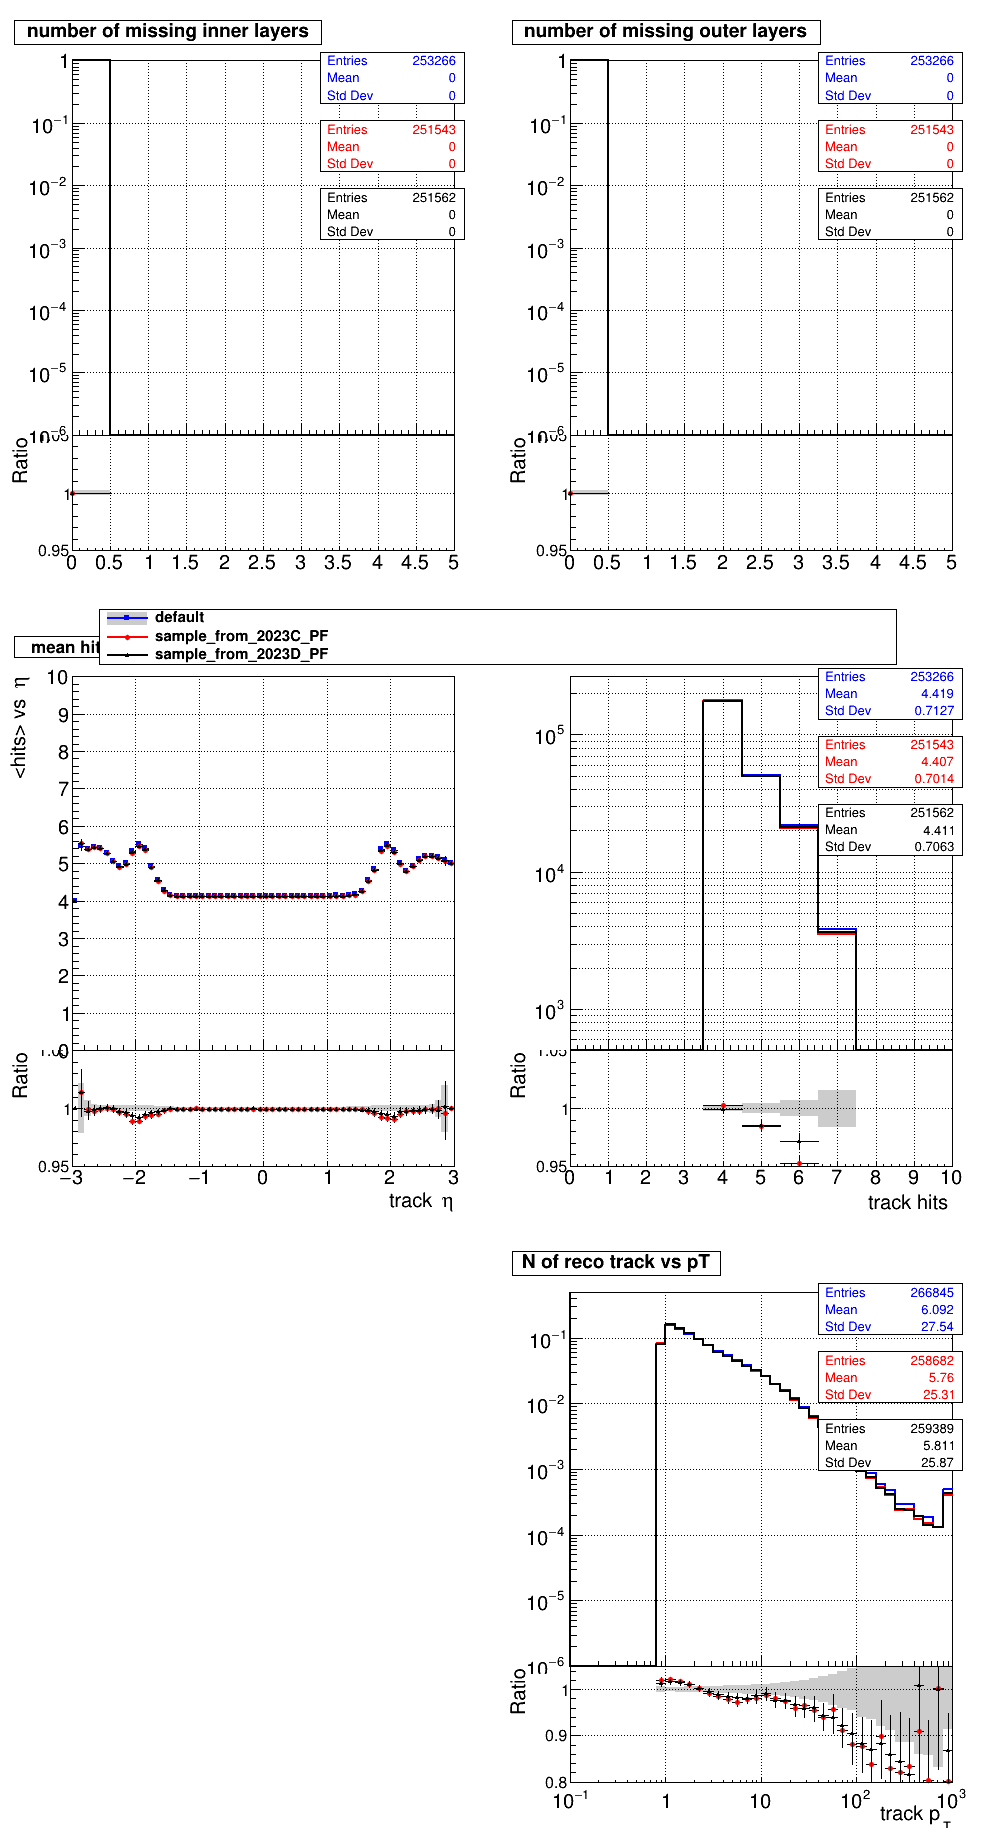 number of missing inner layers
Entries 253266
Mean 0
Std Dev 0
Entries 251543
Mean 0
Std Dev 0
Entries 251562
Mean 0
Std Dev 0
1
10⁻¹
10⁻²
10⁻³
10⁻⁴
10⁻⁵
10⁻⁶
Ratio
1
0.95
0 0.5 1 1.5 2 2.5 3 3.5 4 4.5 5
number of missing outer layers
Entries 253266
Mean 0
Std Dev 0
Entries 251543
Mean 0
Std Dev 0
Entries 251562
Mean 0
Std Dev 0
1
10⁻¹
10⁻²
10⁻³
10⁻⁴
10⁻⁵
10⁻⁶
Ratio
1
0.95
0 0.5 1 1.5 2 2.5 3 3.5 4 4.5 5
default
sample_from_2023C_PF
sample_from_2023D_PF
mean hit
<hits> vs η
10
9
8
7
6
5
4
3
2
1
0
Ratio
1
0.95
−3 −2 −1 0 1 2 3
track η
Entries 253266
Mean 4.419
Std Dev 0.7127
Entries 251543
Mean 4.407
Std Dev 0.7014
Entries 251562
Mean 4.411
Std Dev 0.7063
10⁵
10⁴
10³
Ratio
1.05
1
0.95
0 1 2 3 4 5 6 7 8 9 10
track hits
N of reco track vs pT
Entries 266845
Mean 6.092
Std Dev 27.54
Entries 258682
Mean 5.76
Std Dev 25.31
Entries 259389
Mean 5.811
Std Dev 25.87
10⁻¹
10⁻²
10⁻³
10⁻⁴
10⁻⁵
10⁻⁶
Ratio
1
0.9
0.8
10⁻¹ 1 10 10² 10³
track p_T